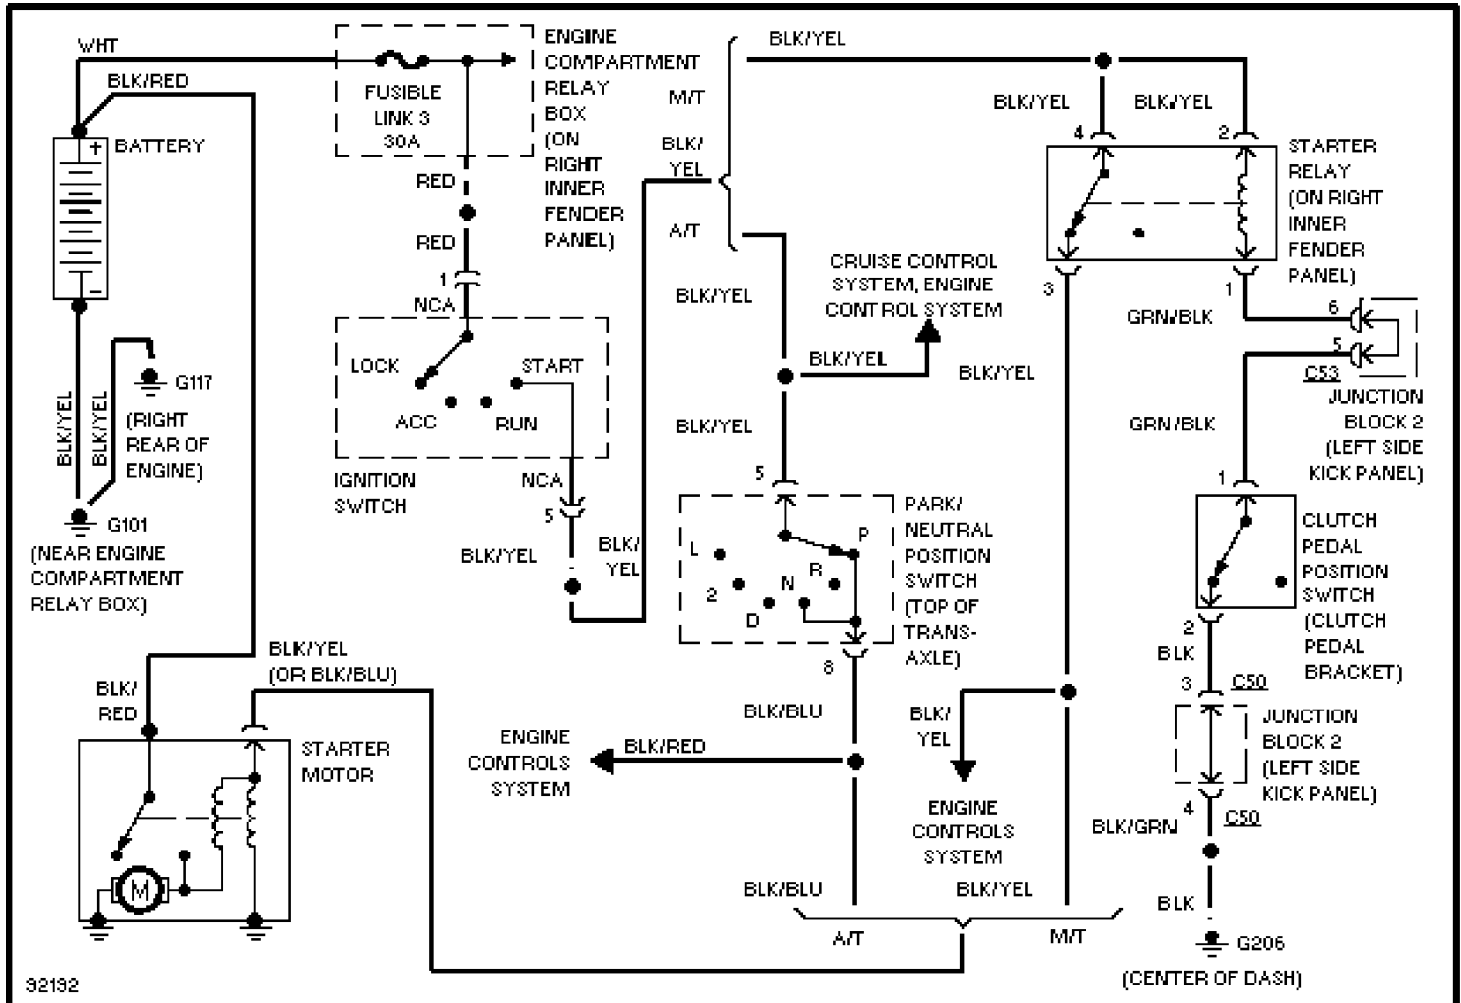 WHT
BLK/RED
BATTERY
+
-
BLK/YEL
BLK/YEL
G117
(RIGHT
REAR OF
ENGINE)
G101
(NEAR ENGINE
COMPARTMENT
RELAY BOX)
FUSIBLE
LINK 3
30A
ENGINE
COMPARTMENT
RELAY
BOX
(ON
RIGHT
INNER
FENDER
PANEL)
RED
RED
1
NCA
LOCK
START
ACC
RUN
IGNITION
SWITCH
NCA
5
BLK/YEL
BLK/
YEL
M/T
BLK/
YEL
A/T
BLK/YEL
BLK/YEL
BLK/YEL
4
2
STARTER
RELAY
(ON RIGHT
INNER
FENDER
PANEL)
3
1
CRUISE CONTROL
SYSTEM, ENGINE
CONTROL SYSTEM
BLK/YEL
BLK/YEL
BLK/YEL
BLK/YEL
GRN/BLK
6
5
C53
JUNCTION
BLOCK 2
(LEFT SIDE
KICK PANEL)
GRN/BLK
5
PARK/
NEUTRAL
POSITION
SWITCH
(TOP OF
TRANS-
AXLE)
L
2
D
N
R
P
8
1
CLUTCH
PEDAL
POSITION
SWITCH
(CLUTCH
PEDAL
BRACKET)
2
BLK
3
C50
JUNCTION
BLOCK 2
(LEFT SIDE
KICK PANEL)
4
C50
BLK/GRN
BLK
G206
(CENTER OF DASH)
BLK/YEL
(OR BLK/BLU)
BLK/
RED
STARTER
MOTOR
M
BLK/BLU
BLK/RED
ENGINE
CONTROLS
SYSTEM
BLK/
YEL
ENGINE
CONTROLS
SYSTEM
BLK/BLU
BLK/YEL
A/T
M/T
92192